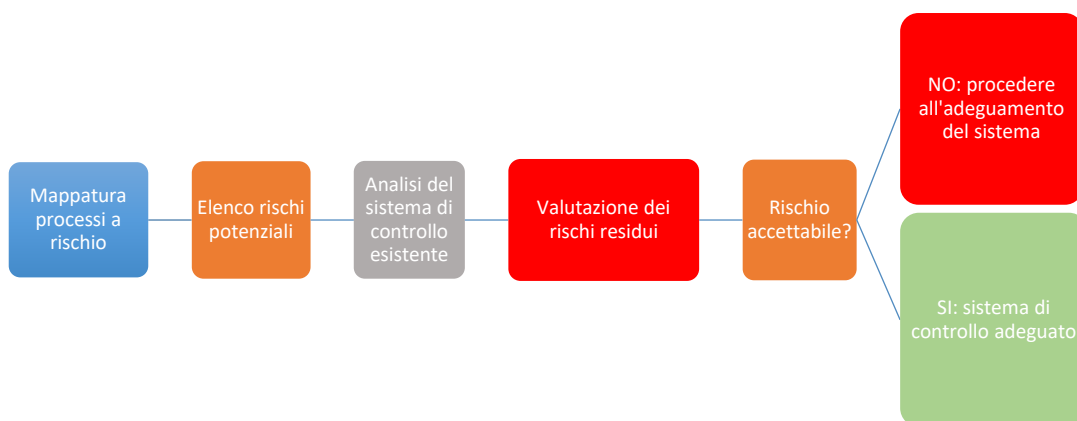 Mappatura
processi a
rischio
Elenco rischi
potenziali
Analisi del
sistema di
controllo
esistente
Valutazione dei
rischi residui
Rischio
accettabile?
NO: procedere
all'adeguamento
del sistema
SI: sistema di
controllo adeguato